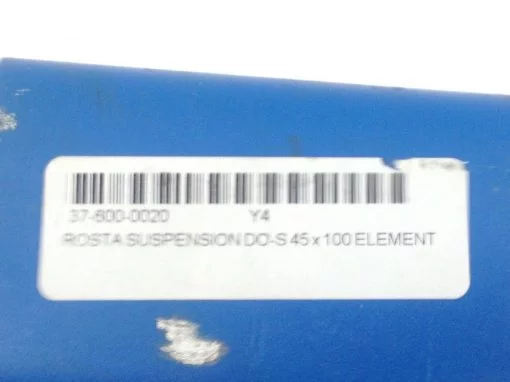 37-600-0020 Y4
ROSTA SUSPENSION DO-S 45 x 100 ELEMENT